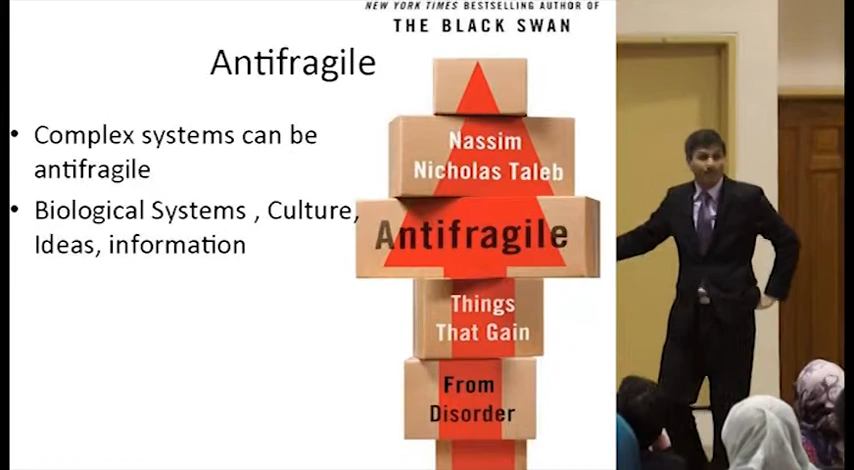 NEW YORK TIMES BESTSELLING AUTHOR OF
THE BLACK SWAN
Antifragile
• Complex systems can be
antifragile
• Biological Systems , Culture,
Ideas, information
Nassim
Nicholas Taleb
Antifragile
Things
That Gain
From
Disorder